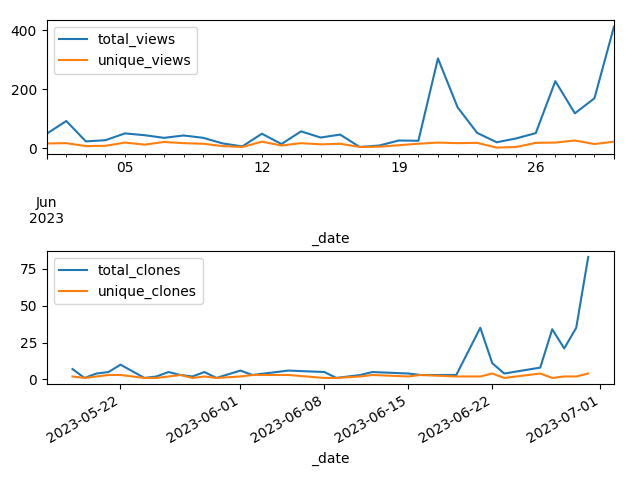 400
200
0
total_views
unique_views
05
12
19
26
Jun
2023
_date
75
50
25
0
total_clones
unique_clones
2023-05-22
2023-06-01
2023-06-08
2023-06-15
2023-06-22
2023-07-01
_date